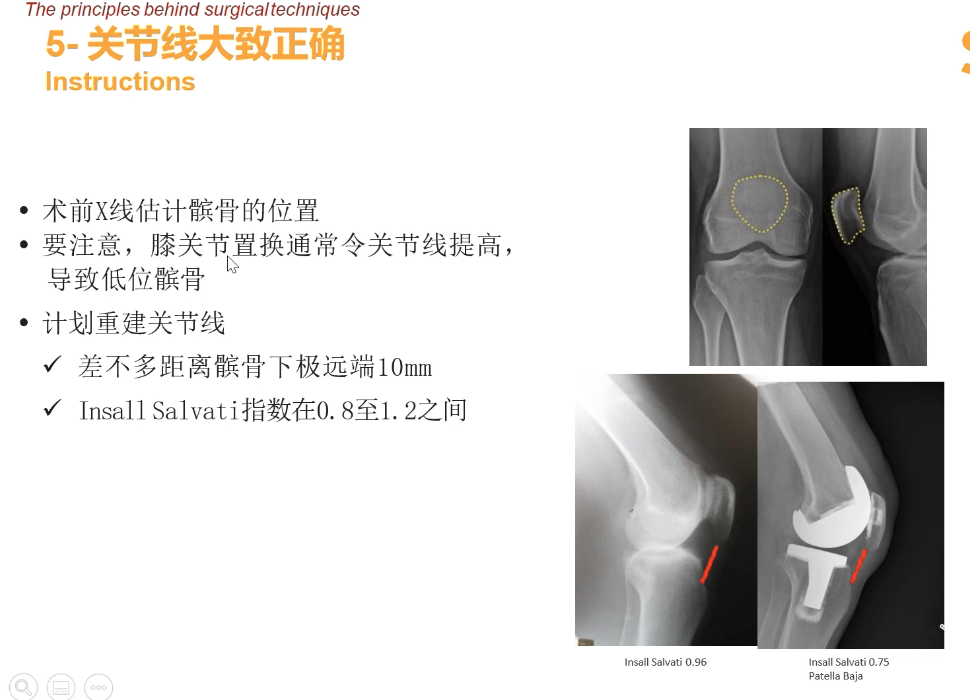 The principles behind surgical techniques
5- 关节线大致正确
Instructions
• 术前X线估计髌骨的位置
• 要注意，膝关节置换通常令关节线提高，
导致低位髌骨
• 计划重建关节线
✓ 差不多距离髌骨下极远端10mm
✓ Insall Salvati指数在0.8至1.2之间
Insall Salvati 0.96
Insall Salvati 0.75
Patella Baja